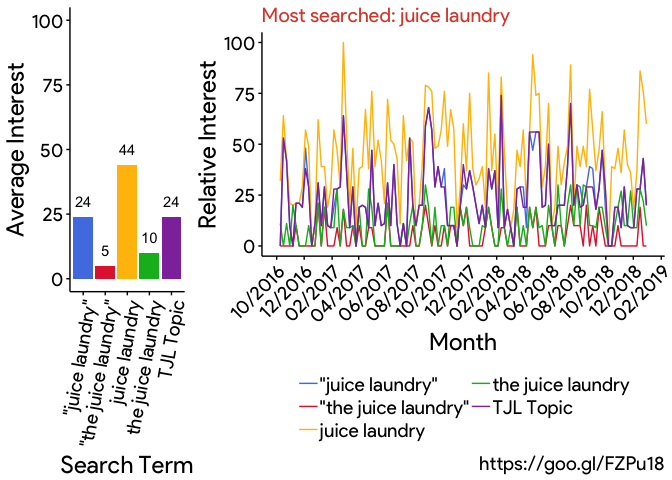 Most searched: juice laundry
Average Interest
100
75
50
25
0
24
5
44
10
24
"juice laundry"
"the juice laundry"
juice laundry
the juice laundry
TJL Topic
Search Term
Relative Interest
100
75
50
25
0
10/2016
12/2016
02/2017
04/2017
06/2017
08/2017
10/2017
12/2017
02/2018
04/2018
06/2018
08/2018
10/2018
12/2018
02/2019
Month
"juice laundry"
"the juice laundry"
juice laundry
the juice laundry
TJL Topic
https://goo.gl/FZPu18